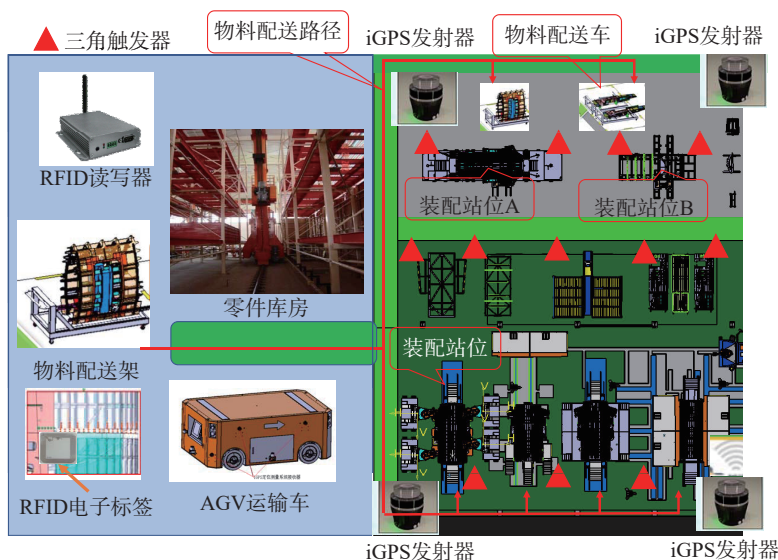 三角触发器
物料配送路径
iGPS发射器
物料配送车
iGPS发射器
RFID读写器
装配站位A
装配站位B
零件库房
装配站位
物料配送架
RFID电子标签
AGV运输车
iGPS发射器
iGPS发射器